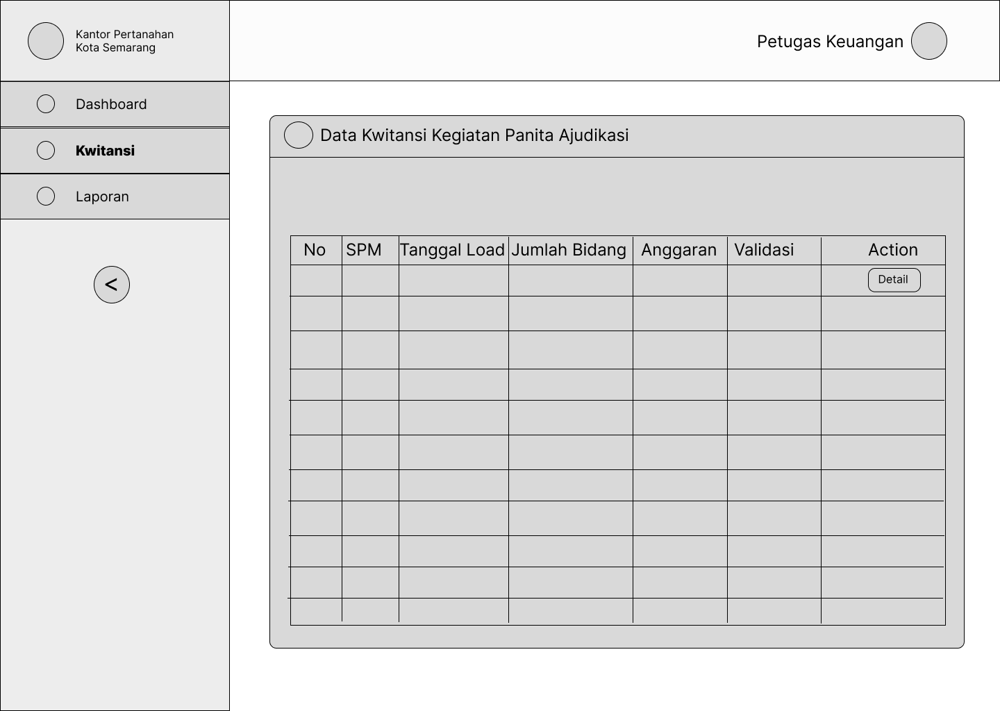 Kantor Pertanahan
Kota Semarang
Petugas Keuangan
Dashboard
Kwitansi
Laporan
<
Data Kwitansi Kegiatan Panita Ajudikasi
No SPM Tanggal Load Jumlah Bidang Anggaran Validasi Action
Detail